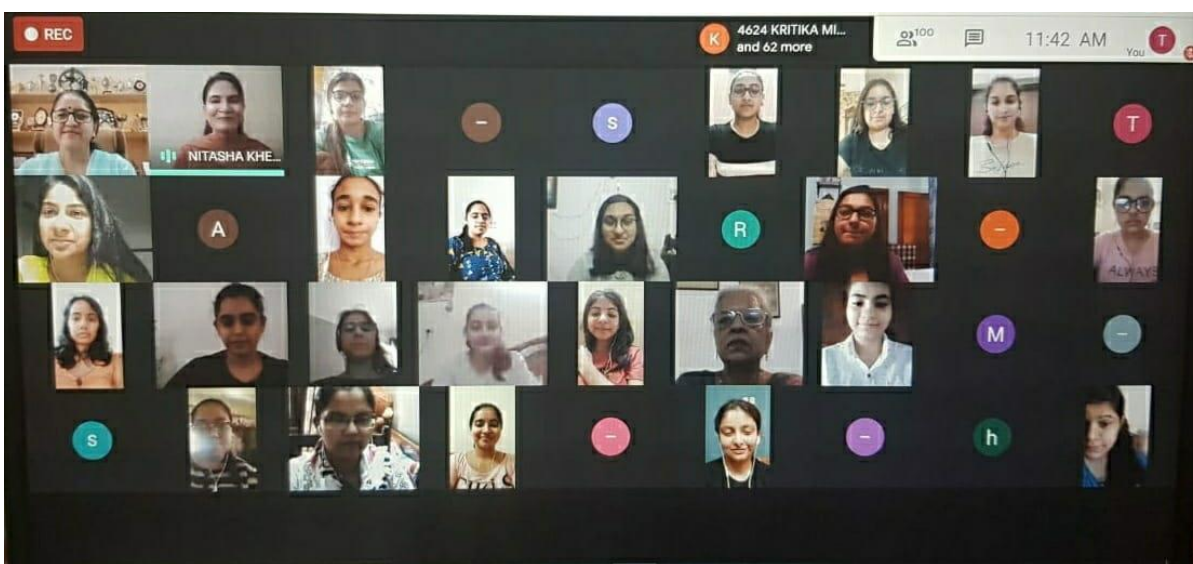 REC
K
4624 KRITIKA MI...
and 62 more
100
11:42 AM
You
T
NITASHA KHE...
-
S
T
A
R
-
ALWAYS
M
-
S
-
-
h